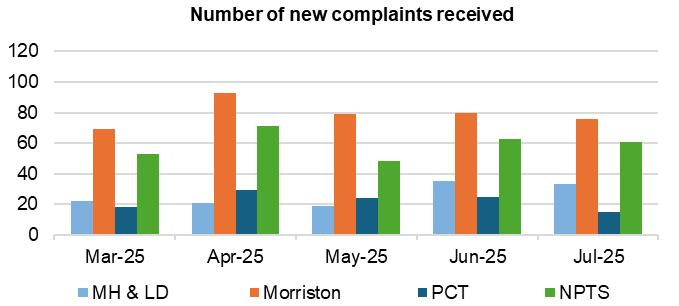 Number of new complaints received
120
100
80
60
40
20
0
Mar-25 Apr-25 May-25 Jun-25 Jul-25
MH & LD Morriston PCT NPTS